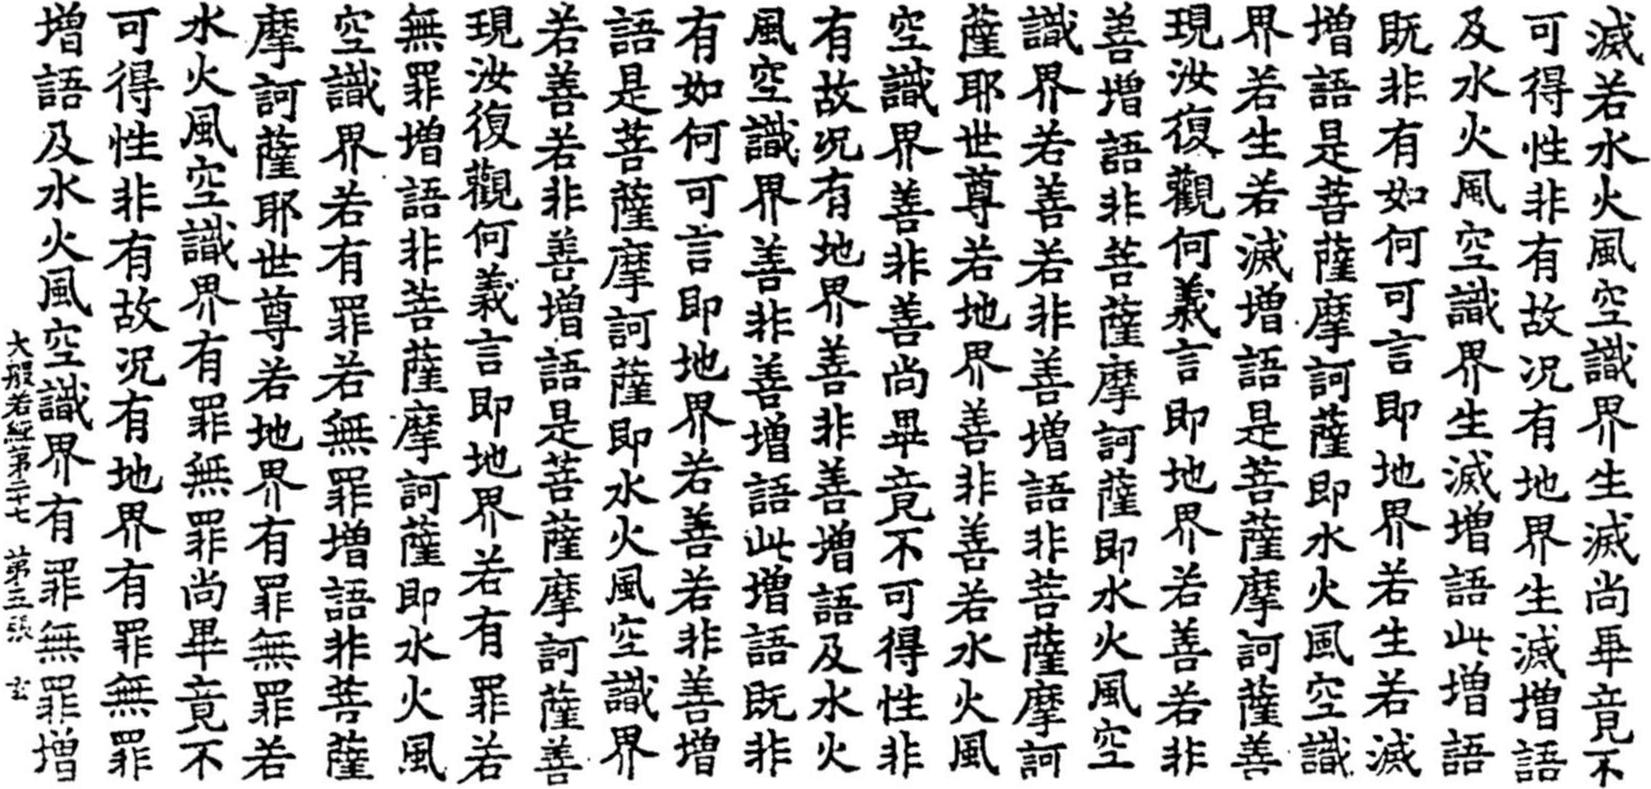 滅若水火風空識界生滅尚畢竟不
可得性非有故况有地界生滅增語
及水火風空識界生滅增語此增語
既非有如何可言即地界若生若滅
增語是菩薩摩訶薩即水火風空識
界若生若滅增語是菩薩摩訶薩善
現汝復觀何義言即地界若善若非
善增語非菩薩摩訶薩即水火風空
識界若善若非善增語非菩薩摩訶
薩耶世尊若地界善非善若水火風
空識界善非善尚畢竟不可得性非
有故况有地界善非善增語及水火
風空識界善非善增語此增語既非
有如何可言即地界若善若非善增
語是菩薩摩訶薩即水火風空識界
若善若非善增語是菩薩摩訶薩善
現汝復觀何義言即地界若有罪若
無罪增語非菩薩摩訶薩即水火風
空識界若有罪若無罪增語非菩薩
摩訶薩耶世尊若地界有罪無罪若
水火風空識界有罪無罪尚畢竟不
可得性非有故况有地界有罪無罪
增語及水火風空識界有罪無罪增
大般若經第二十七 第三張 玄